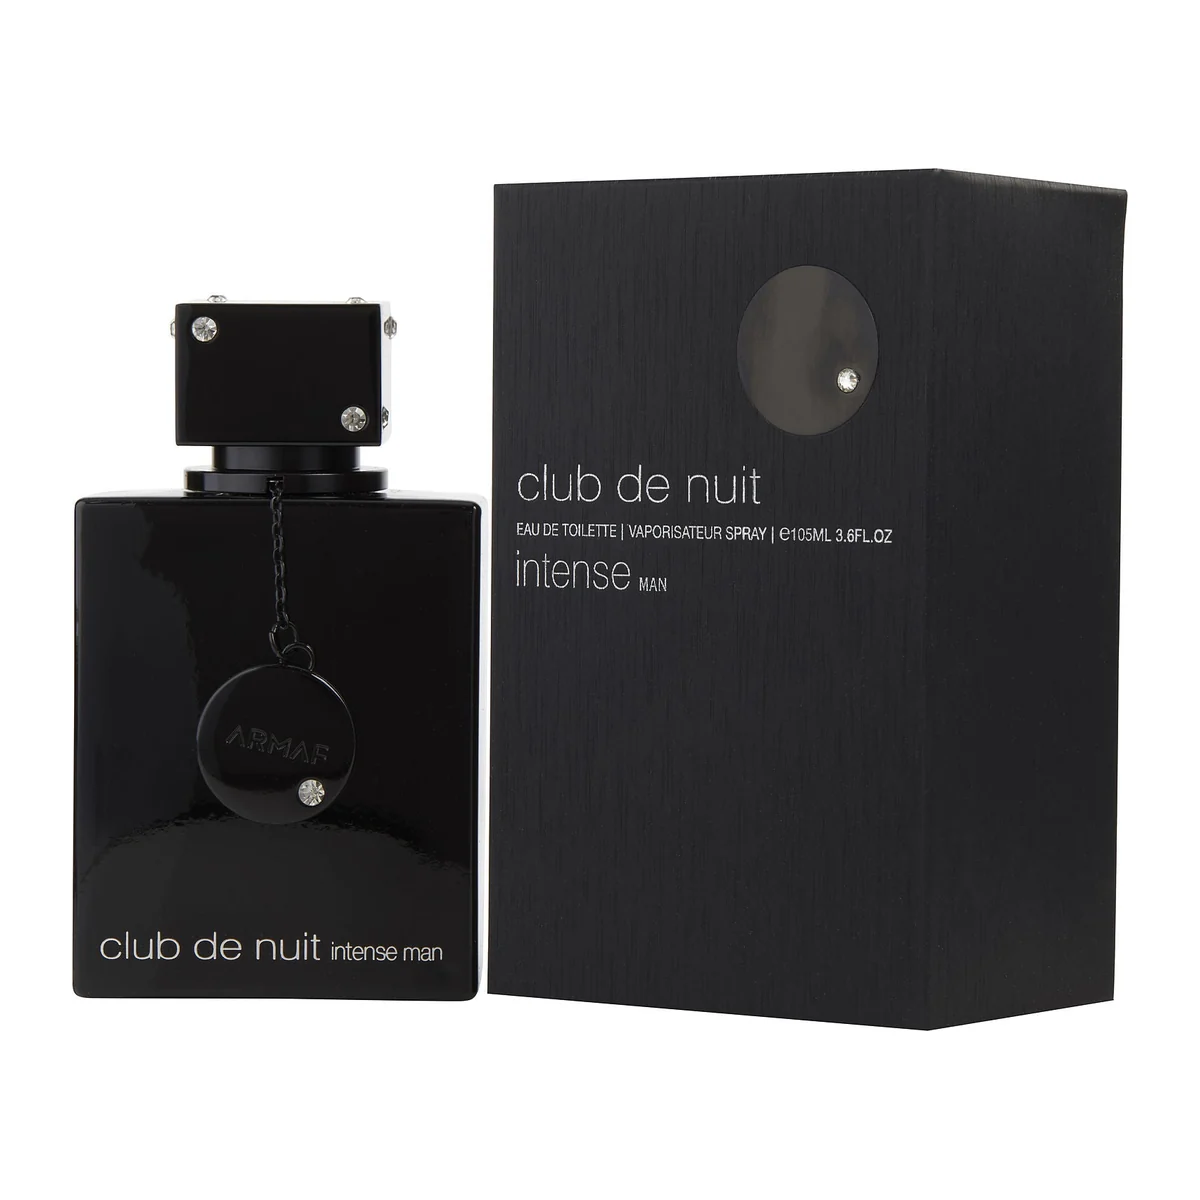 club de nuit
EAU DE TOILETTE | VAPORISATEUR SPRAY | e105ML 3.6FL.OZ
intense MAN
ARMAF
club de nuit intense man